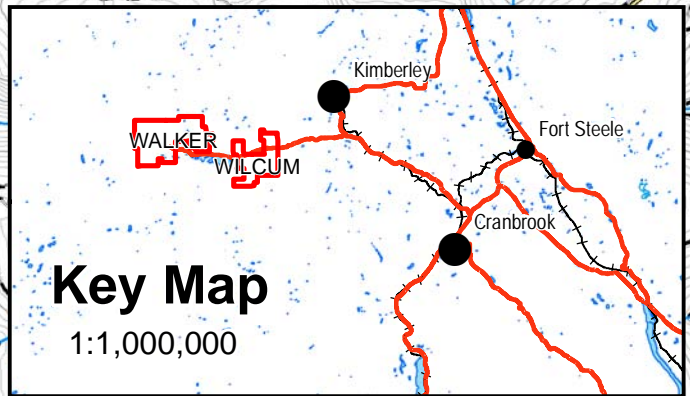 Kimberley
Fort Steele
WALKER
WILCUM
Cranbrook
Key Map
1:1,000,000